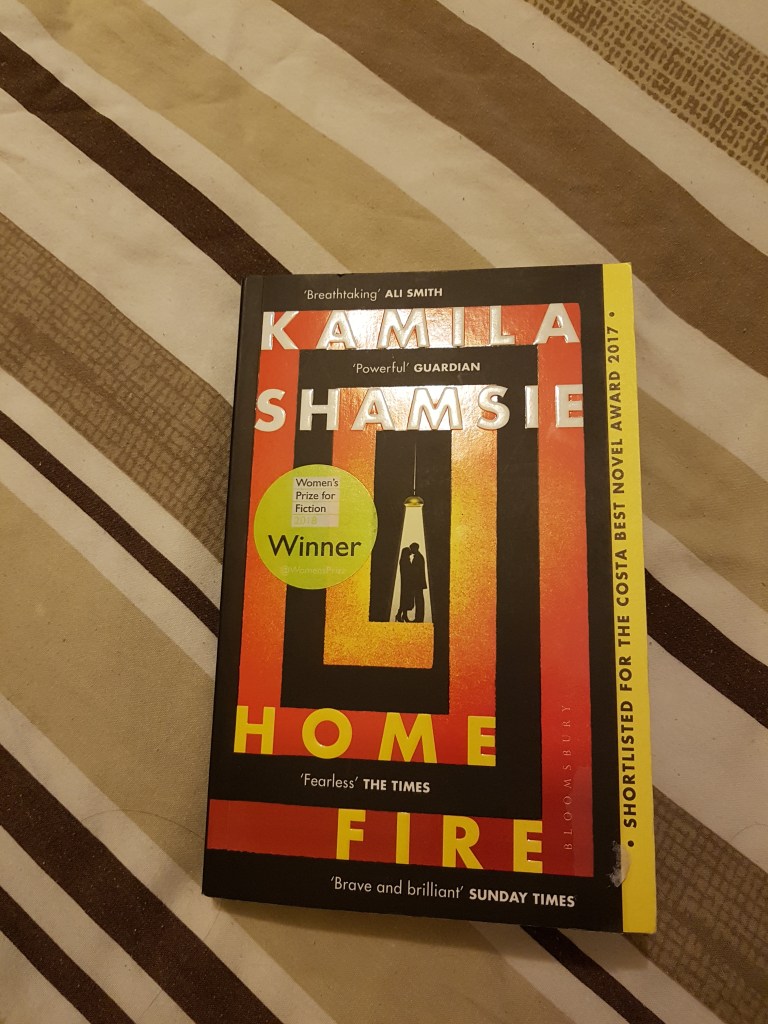 'Breathtaking' ALI SMITH
KAMILA
'Powerful' GUARDIAN
SHAMSIE
Women's
Prize for
Fiction
2018
Winner
@WomensPrize
HOME
'Fearless' THE TIMES
FIRE
'Brave and brilliant' SUNDAY TIMES
BLOOMSBURY
• SHORTLISTED FOR THE COSTA BEST NOVEL AWARD 2017 •